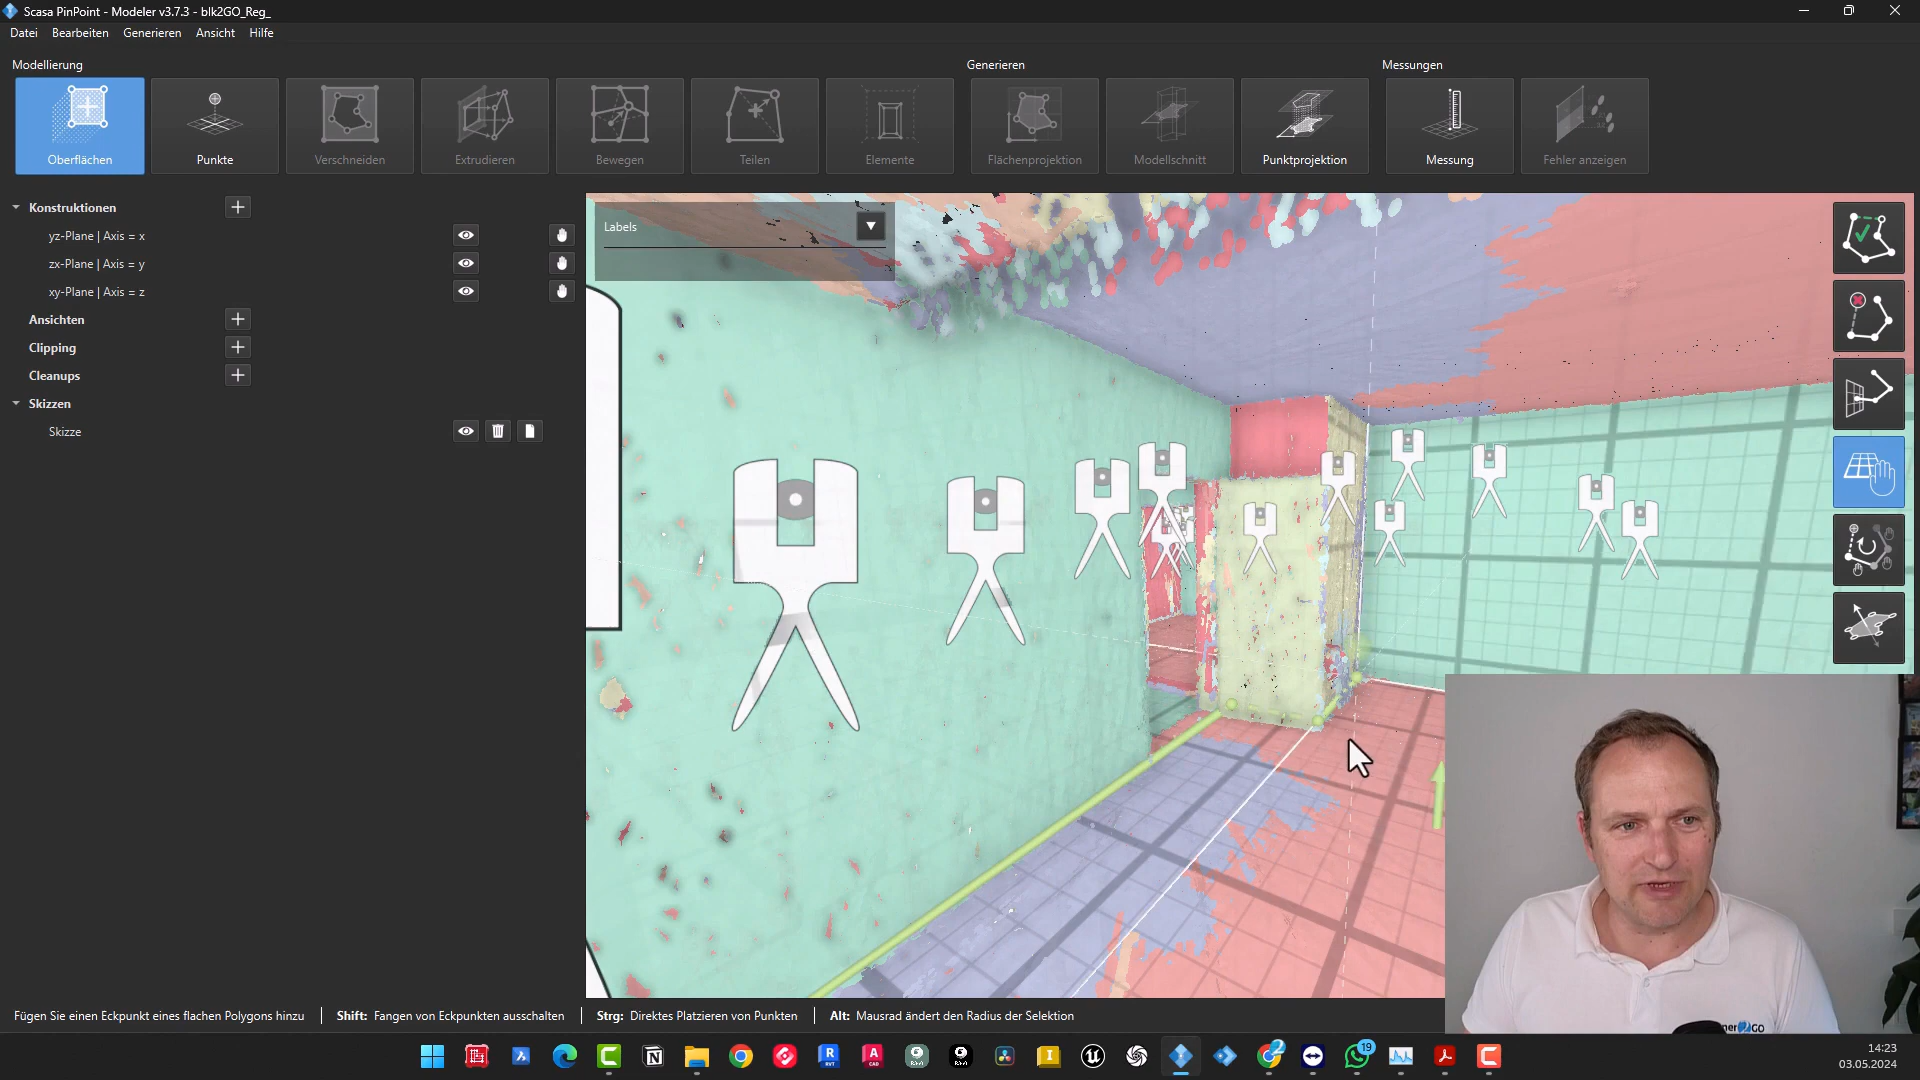 Scasa PinPoint - Modeler v3.7.3 - blk2GO_Reg_
Datei Bearbeiten Generieren Ansicht Hilfe
Modellierung
Generieren
Messungen
Oberflächen
Punkte
Verschneiden
Extrudieren
Bewegen
Teilen
Elemente
Flächenprojektion
Modellschnitt
Punktprojektion
Messung
Fehler anzeigen
Konstruktionen
yz-Plane | Axis = x
zx-Plane | Axis = y
xy-Plane | Axis = z
Ansichten
Clipping
Cleanups
Skizzen
Skizze
Labels
Fügen Sie einen Eckpunkt eines flachen Polygons hinzu
Shift: Fangen von Eckpunkten ausschalten
Strg: Direktes Platzieren von Punkten
Alt: Mausrad ändert den Radius der Selektion
19
2
14:23
03.05.2024